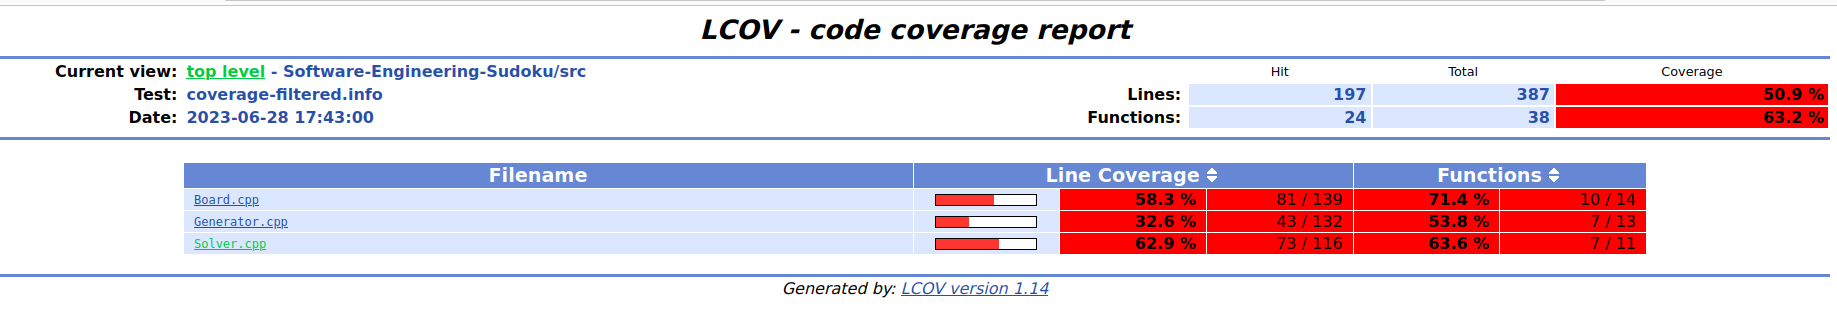 LCOV - code coverage report
Current view: top level - Software-Engineering-Sudoku/src Hit Total Coverage
Test: coverage-filtered.info Lines: 197 387 50.9 %
Date: 2023-06-28 17:43:00 Functions: 24 38 63.2 %
Filename Line Coverage Functions
Board.cpp 58.3 % 81 / 139 71.4 % 10 / 14
Generator.cpp 32.6 % 43 / 132 53.8 % 7 / 13
Solver.cpp 62.9 % 73 / 116 63.6 % 7 / 11
Generated by: LCOV version 1.14